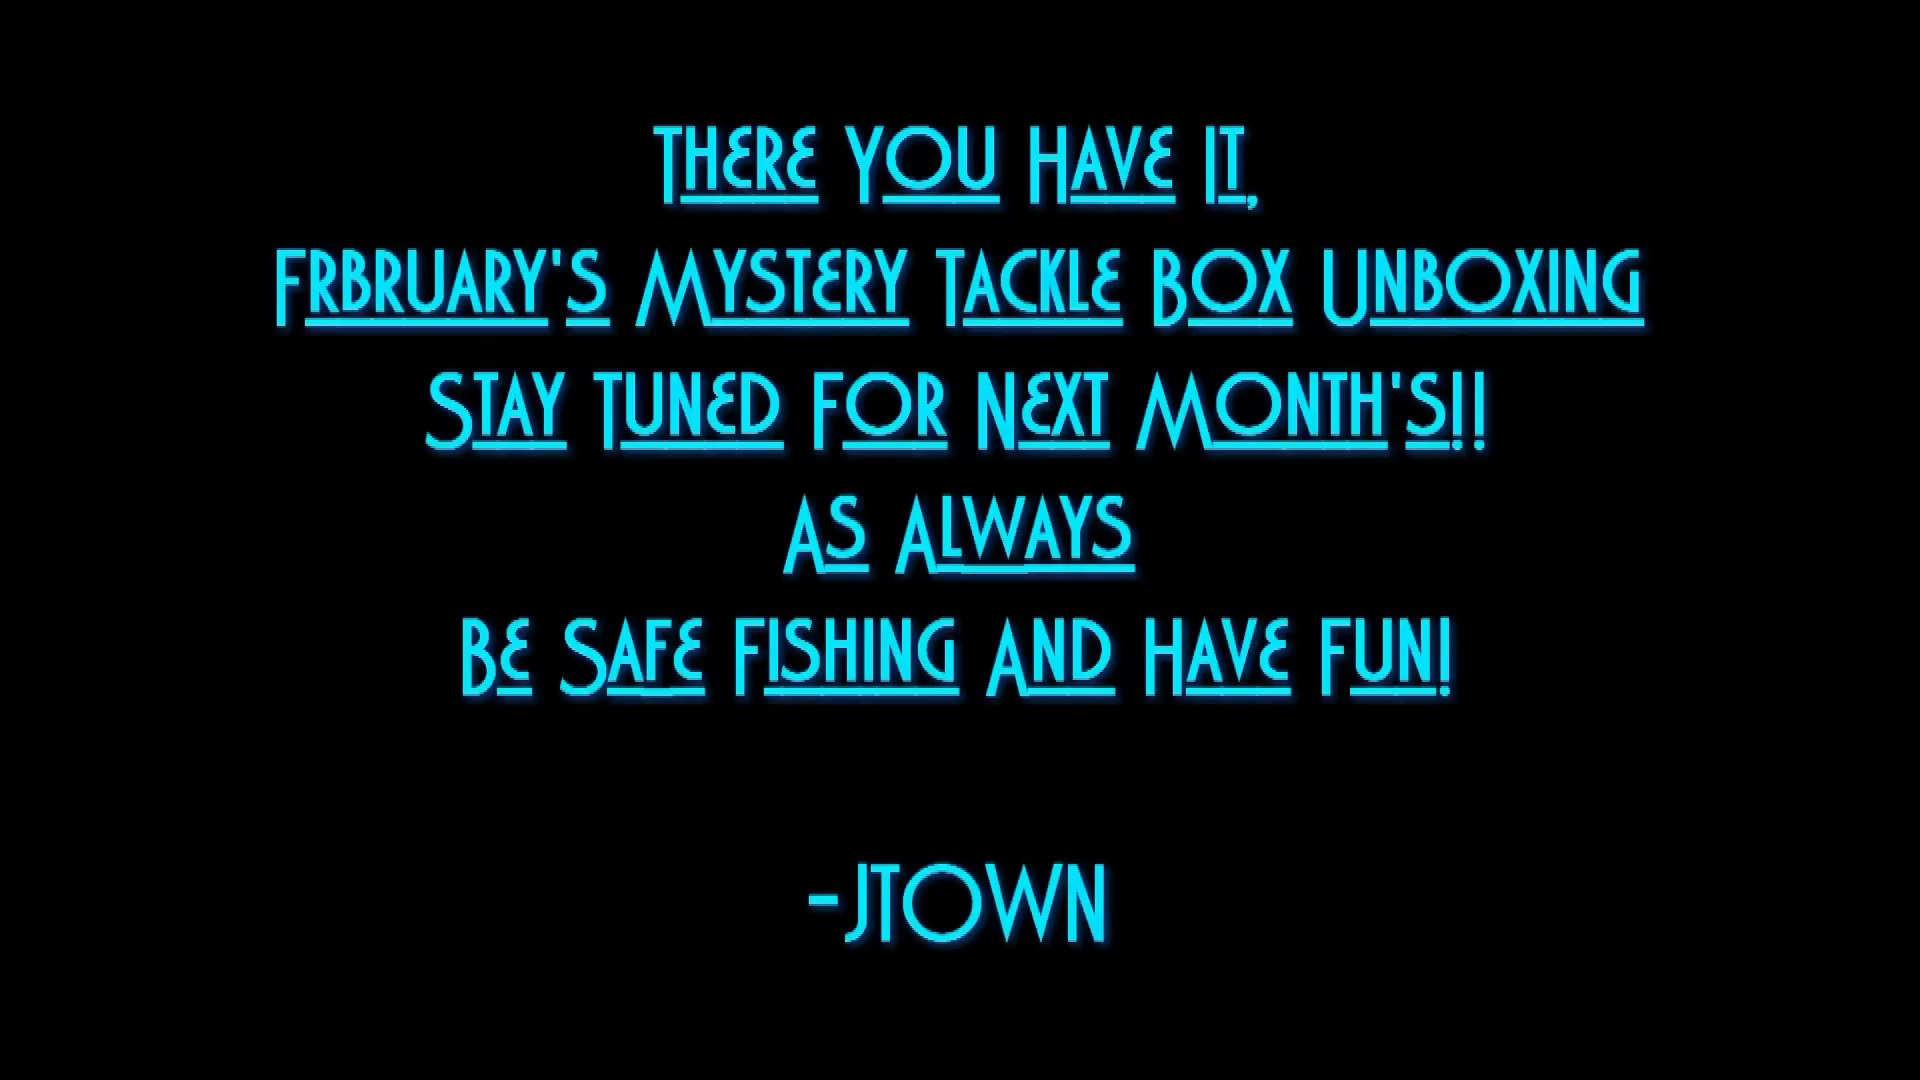 There You Have It,
Frbruary's Mystery Tackle Box Unboxing
Stay Tuned For Next Month's!!
As Always
Be Safe Fishing And Have Fun!
-JTOWN